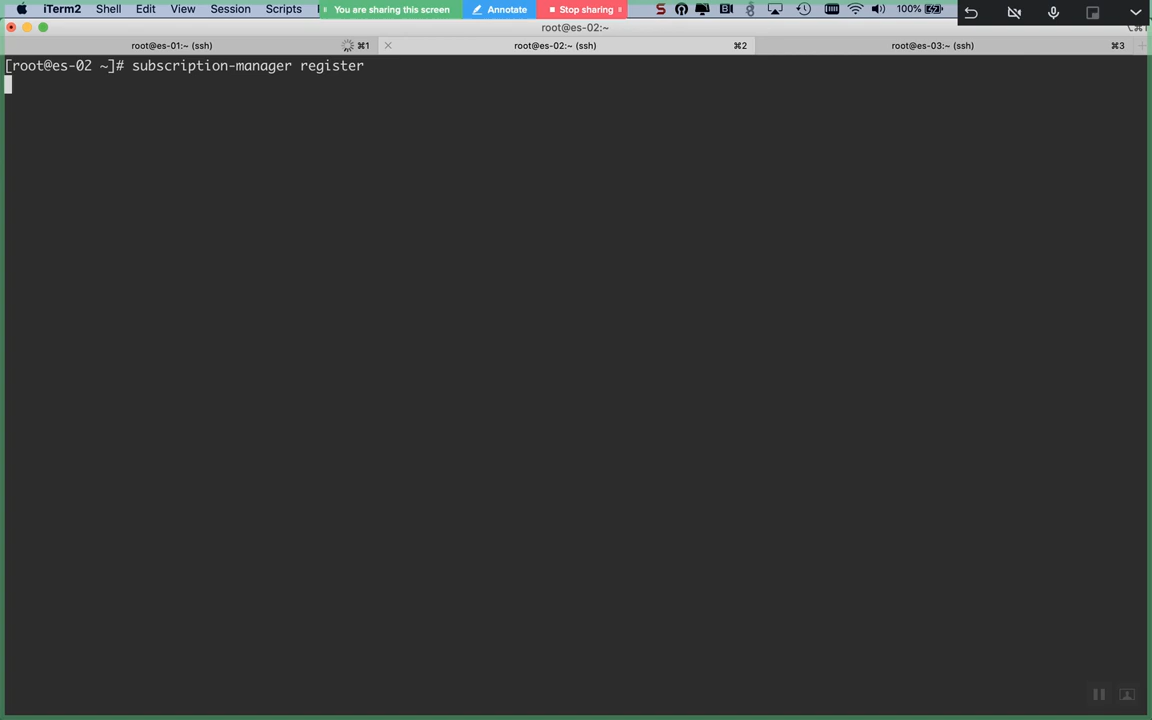 iTerm2 Shell Edit View Session Scripts You are sharing this screen Annotate Stop sharing 100%
root@es-02:~ ⌥⌘1
root@es-01:~ (ssh) ⌘1 root@es-02:~ (ssh) ⌘2 root@es-03:~ (ssh) ⌘3
[root@es-02 ~]# subscription-manager register